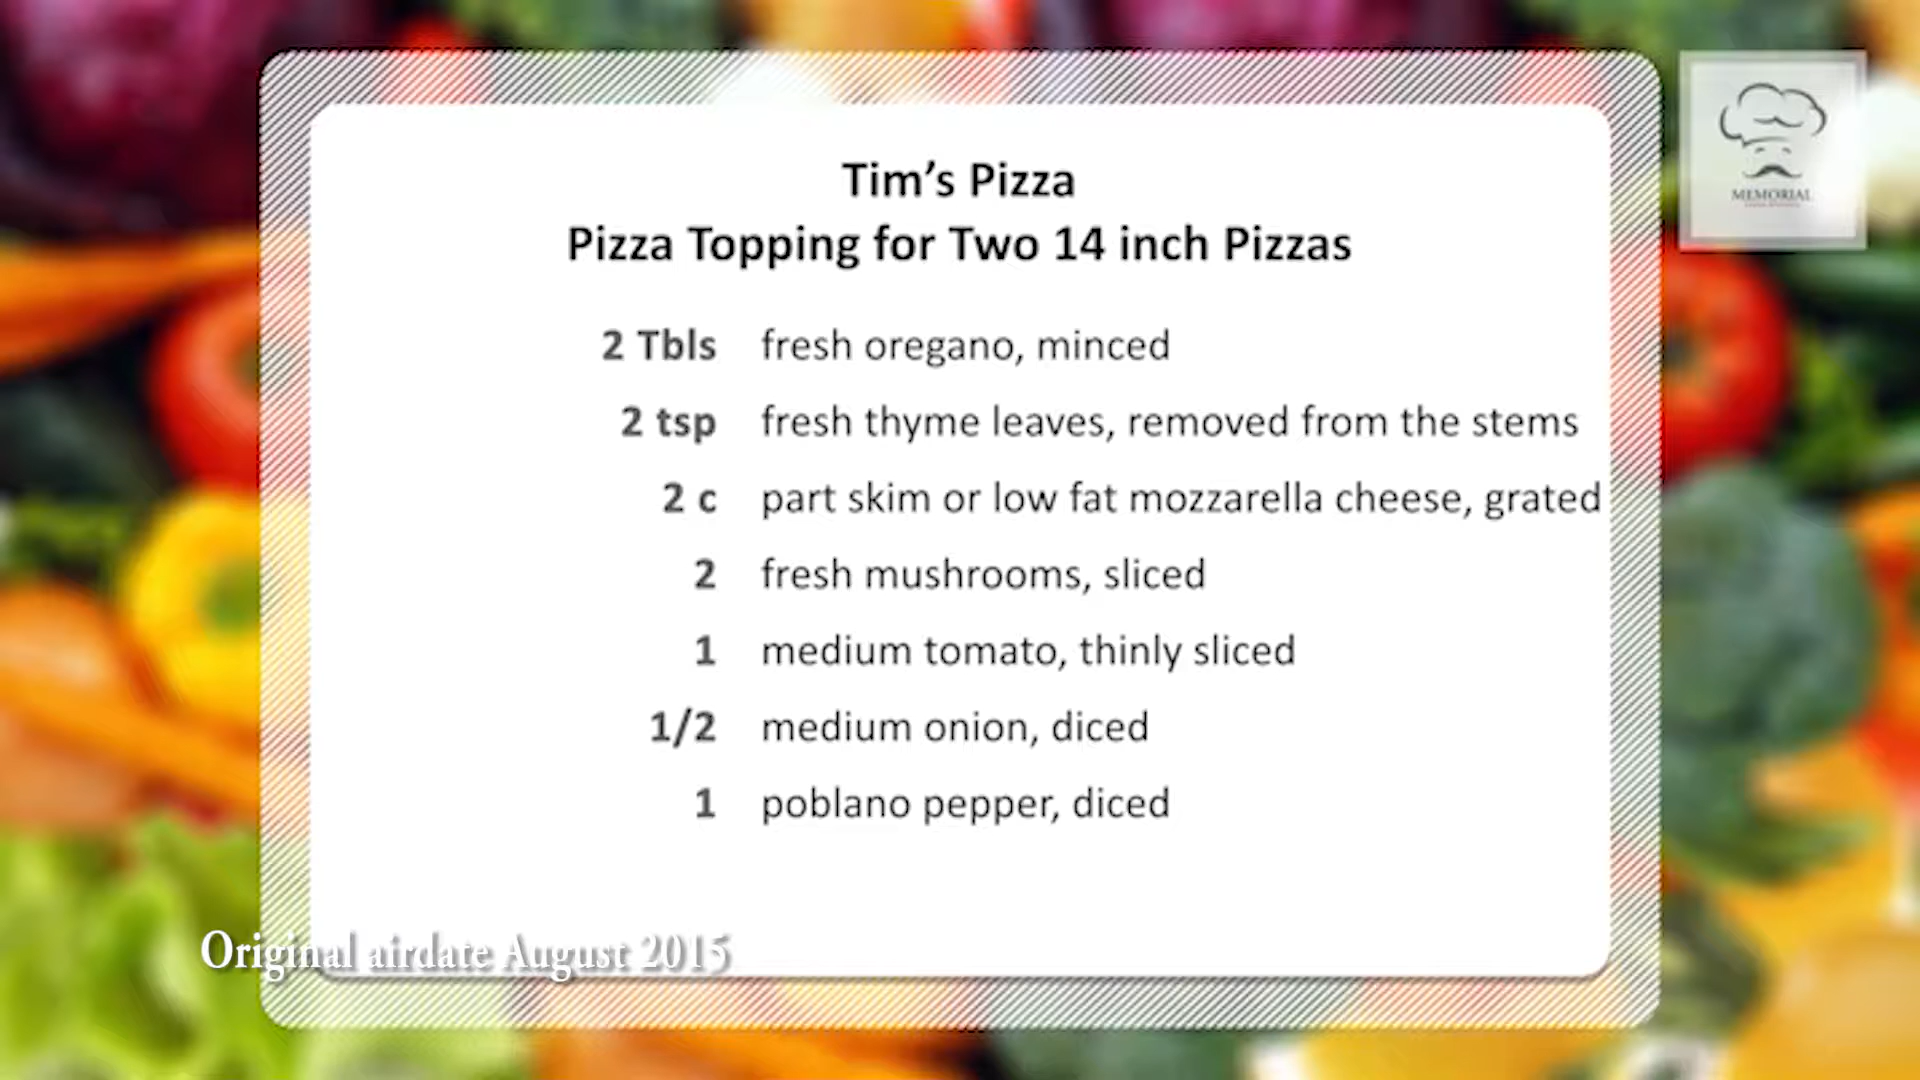 Tim’s Pizza
Pizza Topping for Two 14 inch Pizzas
2 Tbls fresh oregano, minced
2 tsp fresh thyme leaves, removed from the stems
2 c part skim or low fat mozzarella cheese, grated
2 fresh mushrooms, sliced
1 medium tomato, thinly sliced
1/2 medium onion, diced
1 poblano pepper, diced
Original airdate August 2015
MEMORIAL